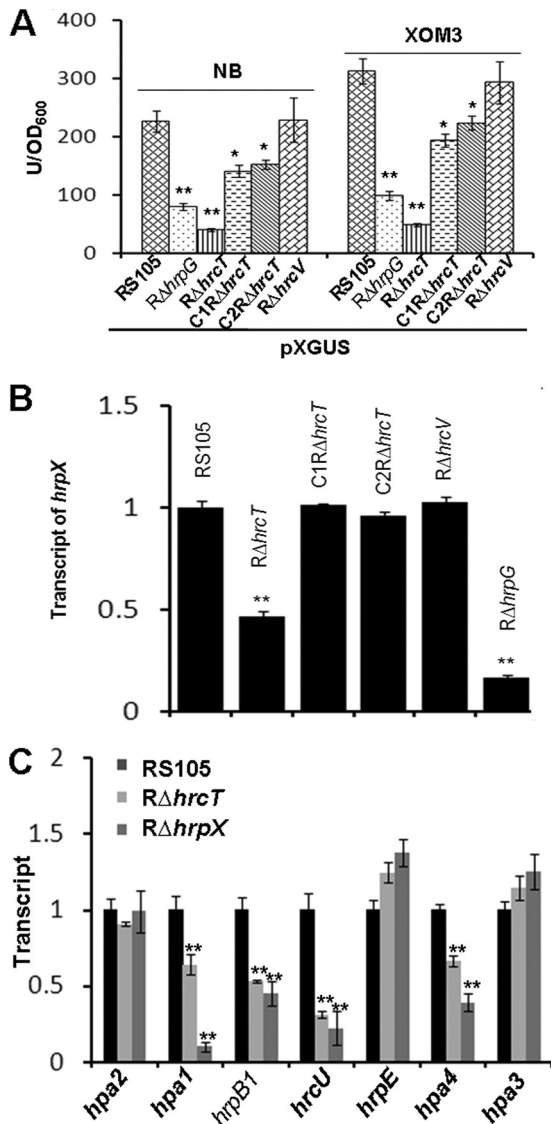 A
400
300
200
100
0
U/OD600
NB
XOM3
** ** * *
** ** * *
RS105 RΔhrpG RΔhrcT C1RΔhrcT C2RΔhrcT RΔhrcV
RS105 RΔhrpG RΔhrcT C1RΔhrcT C2RΔhrcT RΔhrcV
pXGUS
B
1.5
1
0.5
0
Transcript of hrpX
RS105
RΔhrcT
**
C1RΔhrcT
C2RΔhrcT
RΔhrcV
RΔhrpG
**
C
2
1.5
1
0.5
0
Transcript
RS105
RΔhrcT
RΔhrpX
** ** ** ** ** ** ** **
hpa2 hpa1 hrpB1 hrcU hrpE hpa4 hpa3